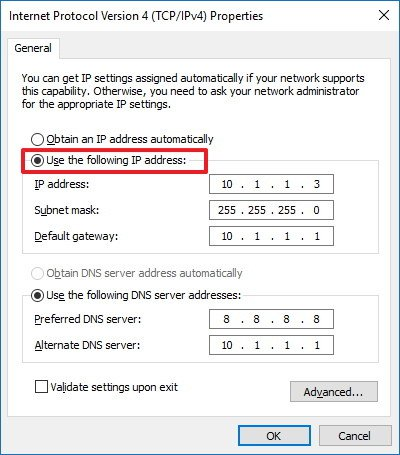 Internet Protocol Version 4 (TCP/IPv4) Properties
General
You can get IP settings assigned automatically if your network supports
this capability. Otherwise, you need to ask your network administrator
for the appropriate IP settings.
Obtain an IP address automatically
Use the following IP address:
IP address: 10 . 1 . 1 . 3
Subnet mask: 255 . 255 . 255 . 0
Default gateway: 10 . 1 . 1 . 1
Obtain DNS server address automatically
Use the following DNS server addresses:
Preferred DNS server: 8 . 8 . 8 . 8
Alternate DNS server: 10 . 1 . 1 . 1
Validate settings upon exit
Advanced...
OK Cancel